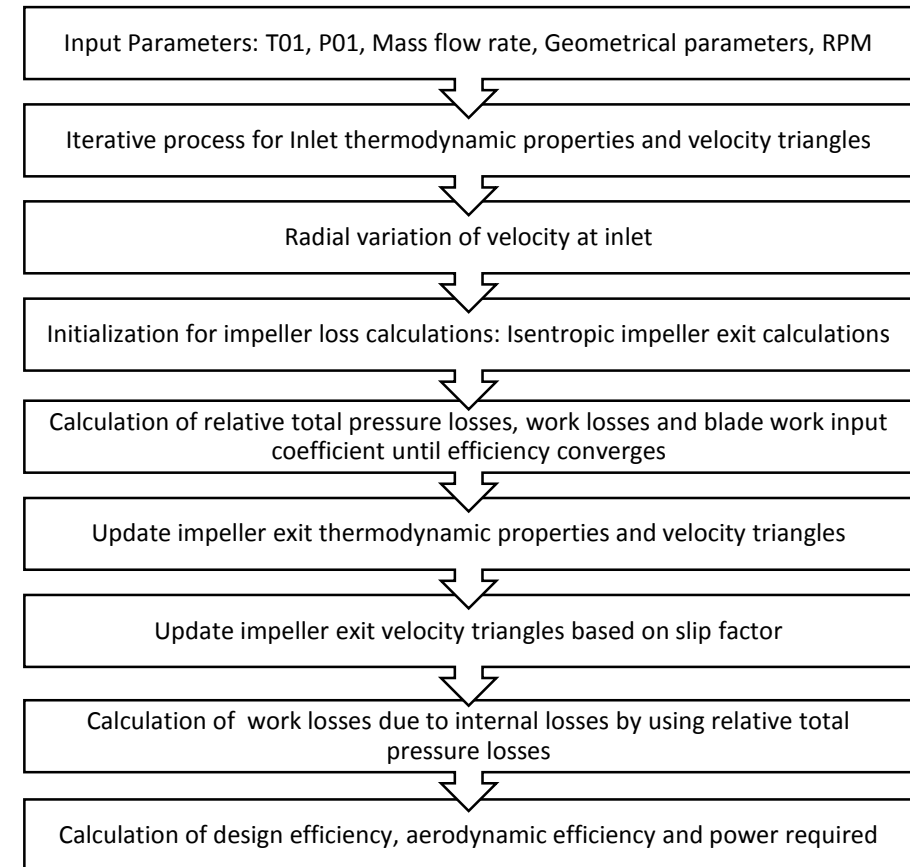 Input Parameters: T01, P01, Mass flow rate, Geometrical parameters, RPM
Iterative process for Inlet thermodynamic properties and velocity triangles
Radial variation of velocity at inlet
Initialization for impeller loss calculations: Isentropic impeller exit calculations
Calculation of relative total pressure losses, work losses and blade work input
coefficient until efficiency converges
Update impeller exit thermodynamic properties and velocity triangles
Update impeller exit velocity triangles based on slip factor
Calculation of work losses due to internal losses by using relative total
pressure losses
Calculation of design efficiency, aerodynamic efficiency and power required